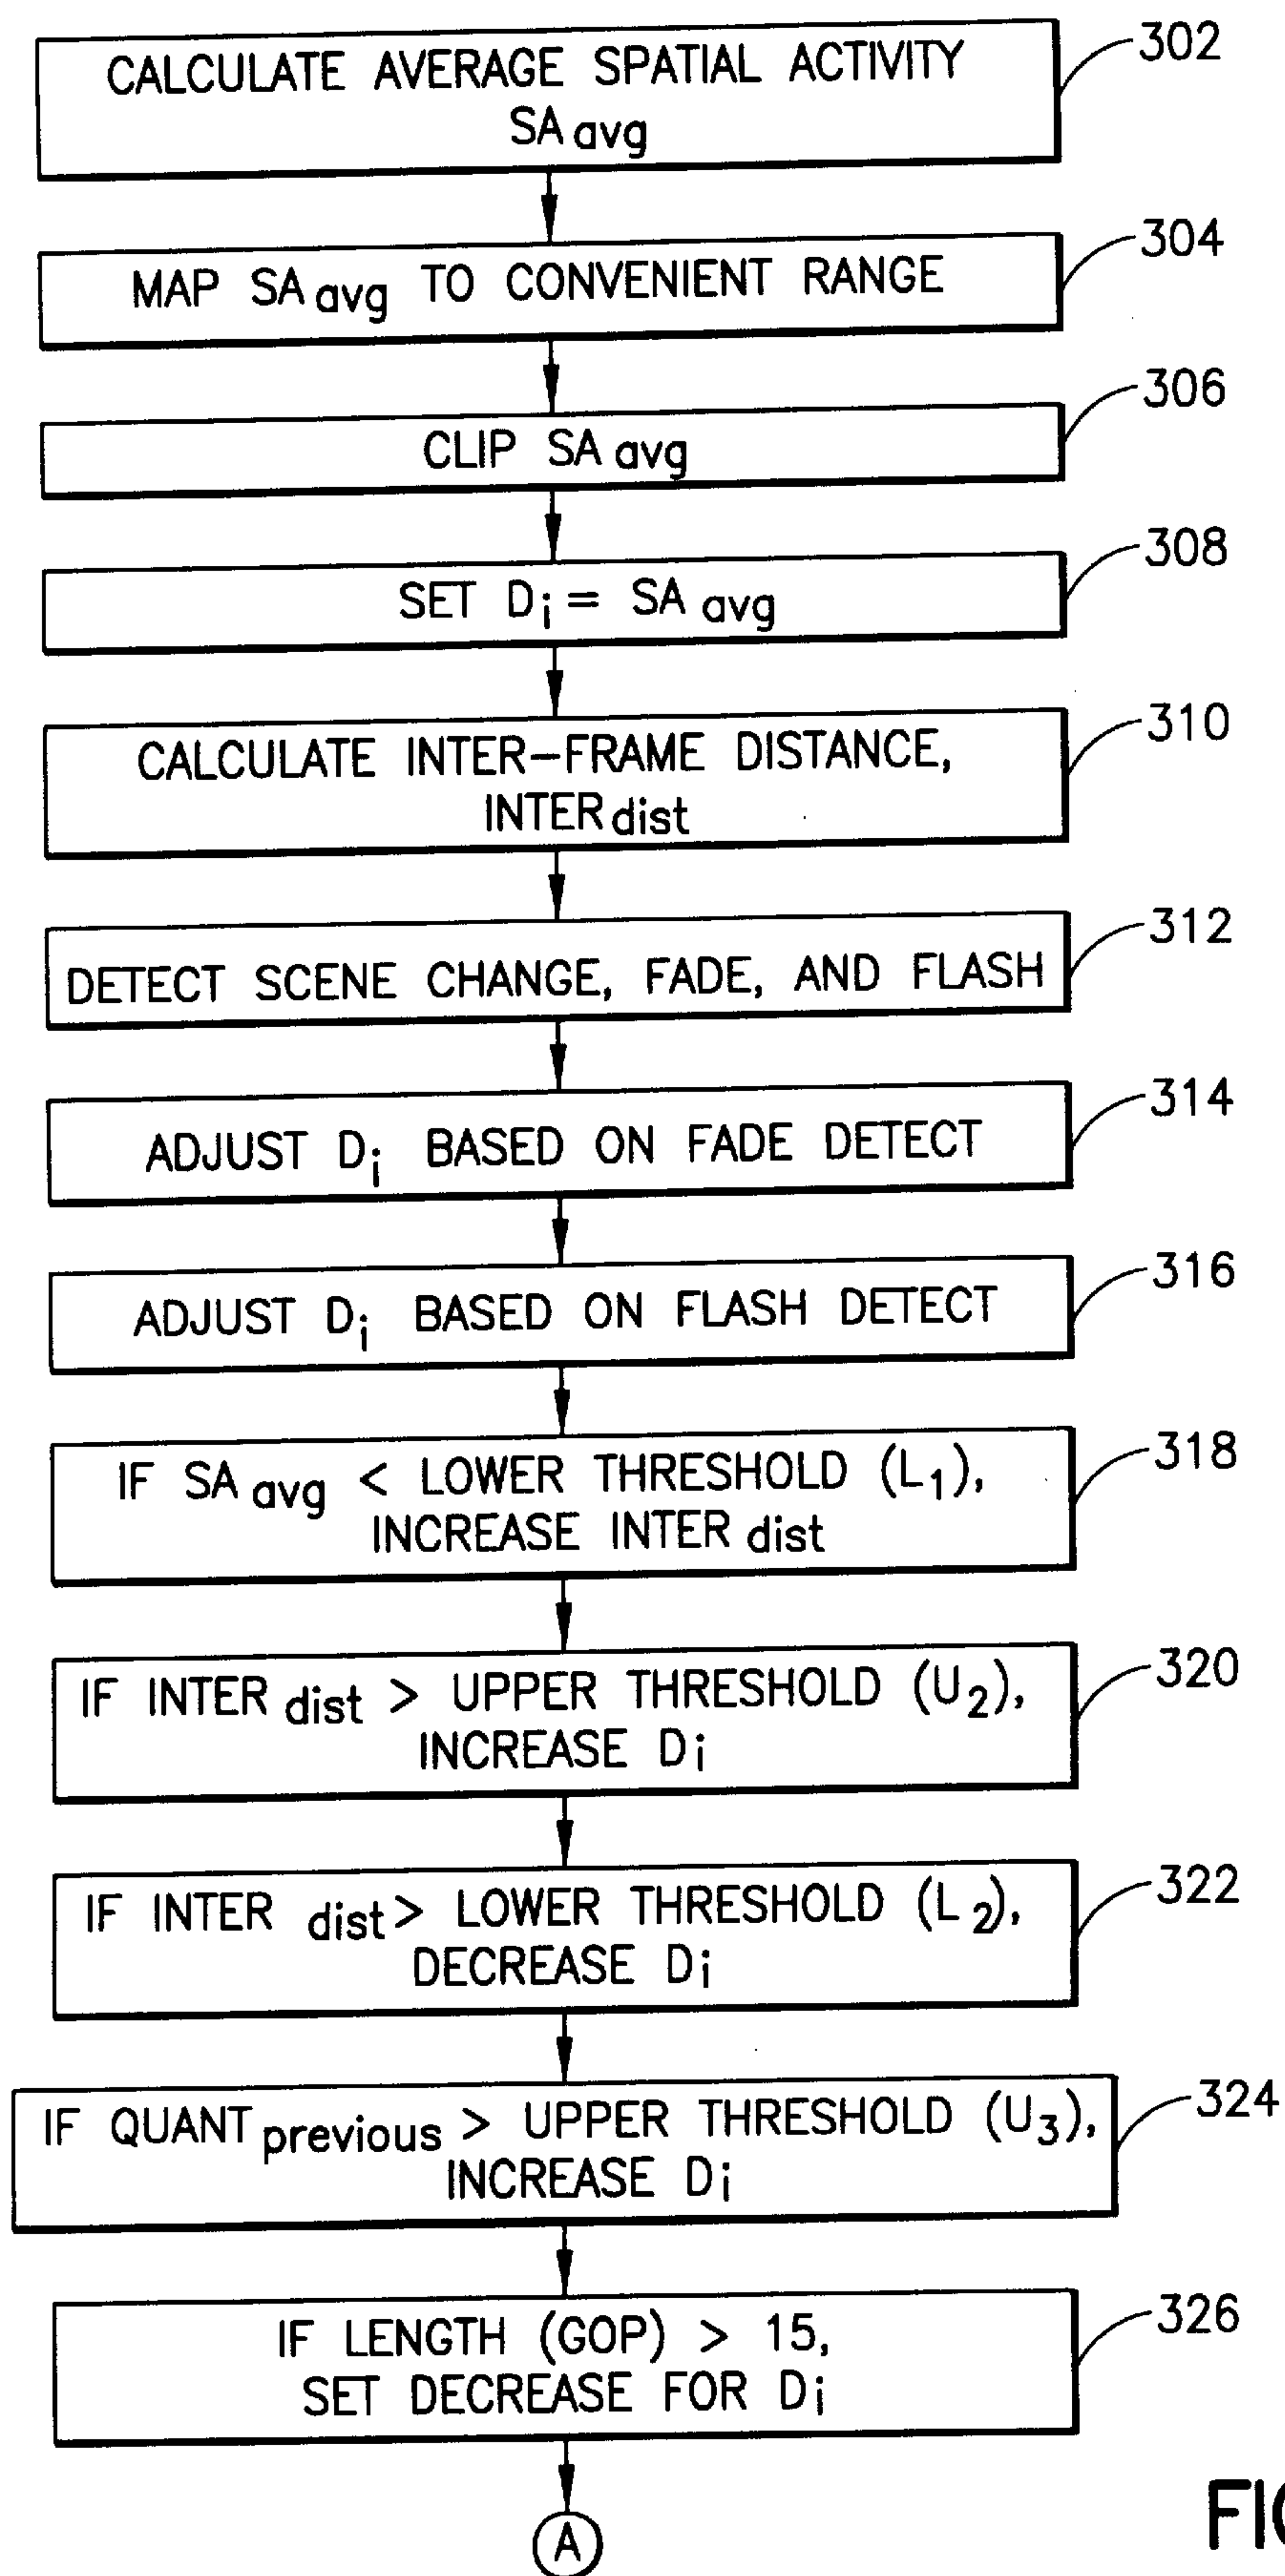 CALCULATE AVERAGE SPATIAL ACTIVITY
SA avg
302
MAP SA avg TO CONVENIENT RANGE
304
CLIP SA avg
306
SET Di = SA avg
308
CALCULATE INTER-FRAME DISTANCE,
INTER dist
310
DETECT SCENE CHANGE, FADE, AND FLASH
312
ADJUST Di BASED ON FADE DETECT
314
ADJUST Di BASED ON FLASH DETECT
316
IF SA avg < LOWER THRESHOLD (L1),
INCREASE INTER dist
318
IF INTER dist > UPPER THRESHOLD (U2),
INCREASE Di
320
IF INTER dist > LOWER THRESHOLD (L2),
DECREASE Di
322
IF QUANT previous > UPPER THRESHOLD (U3),
INCREASE Di
324
IF LENGTH (GOP) > 15,
SET DECREASE FOR Di
326
A